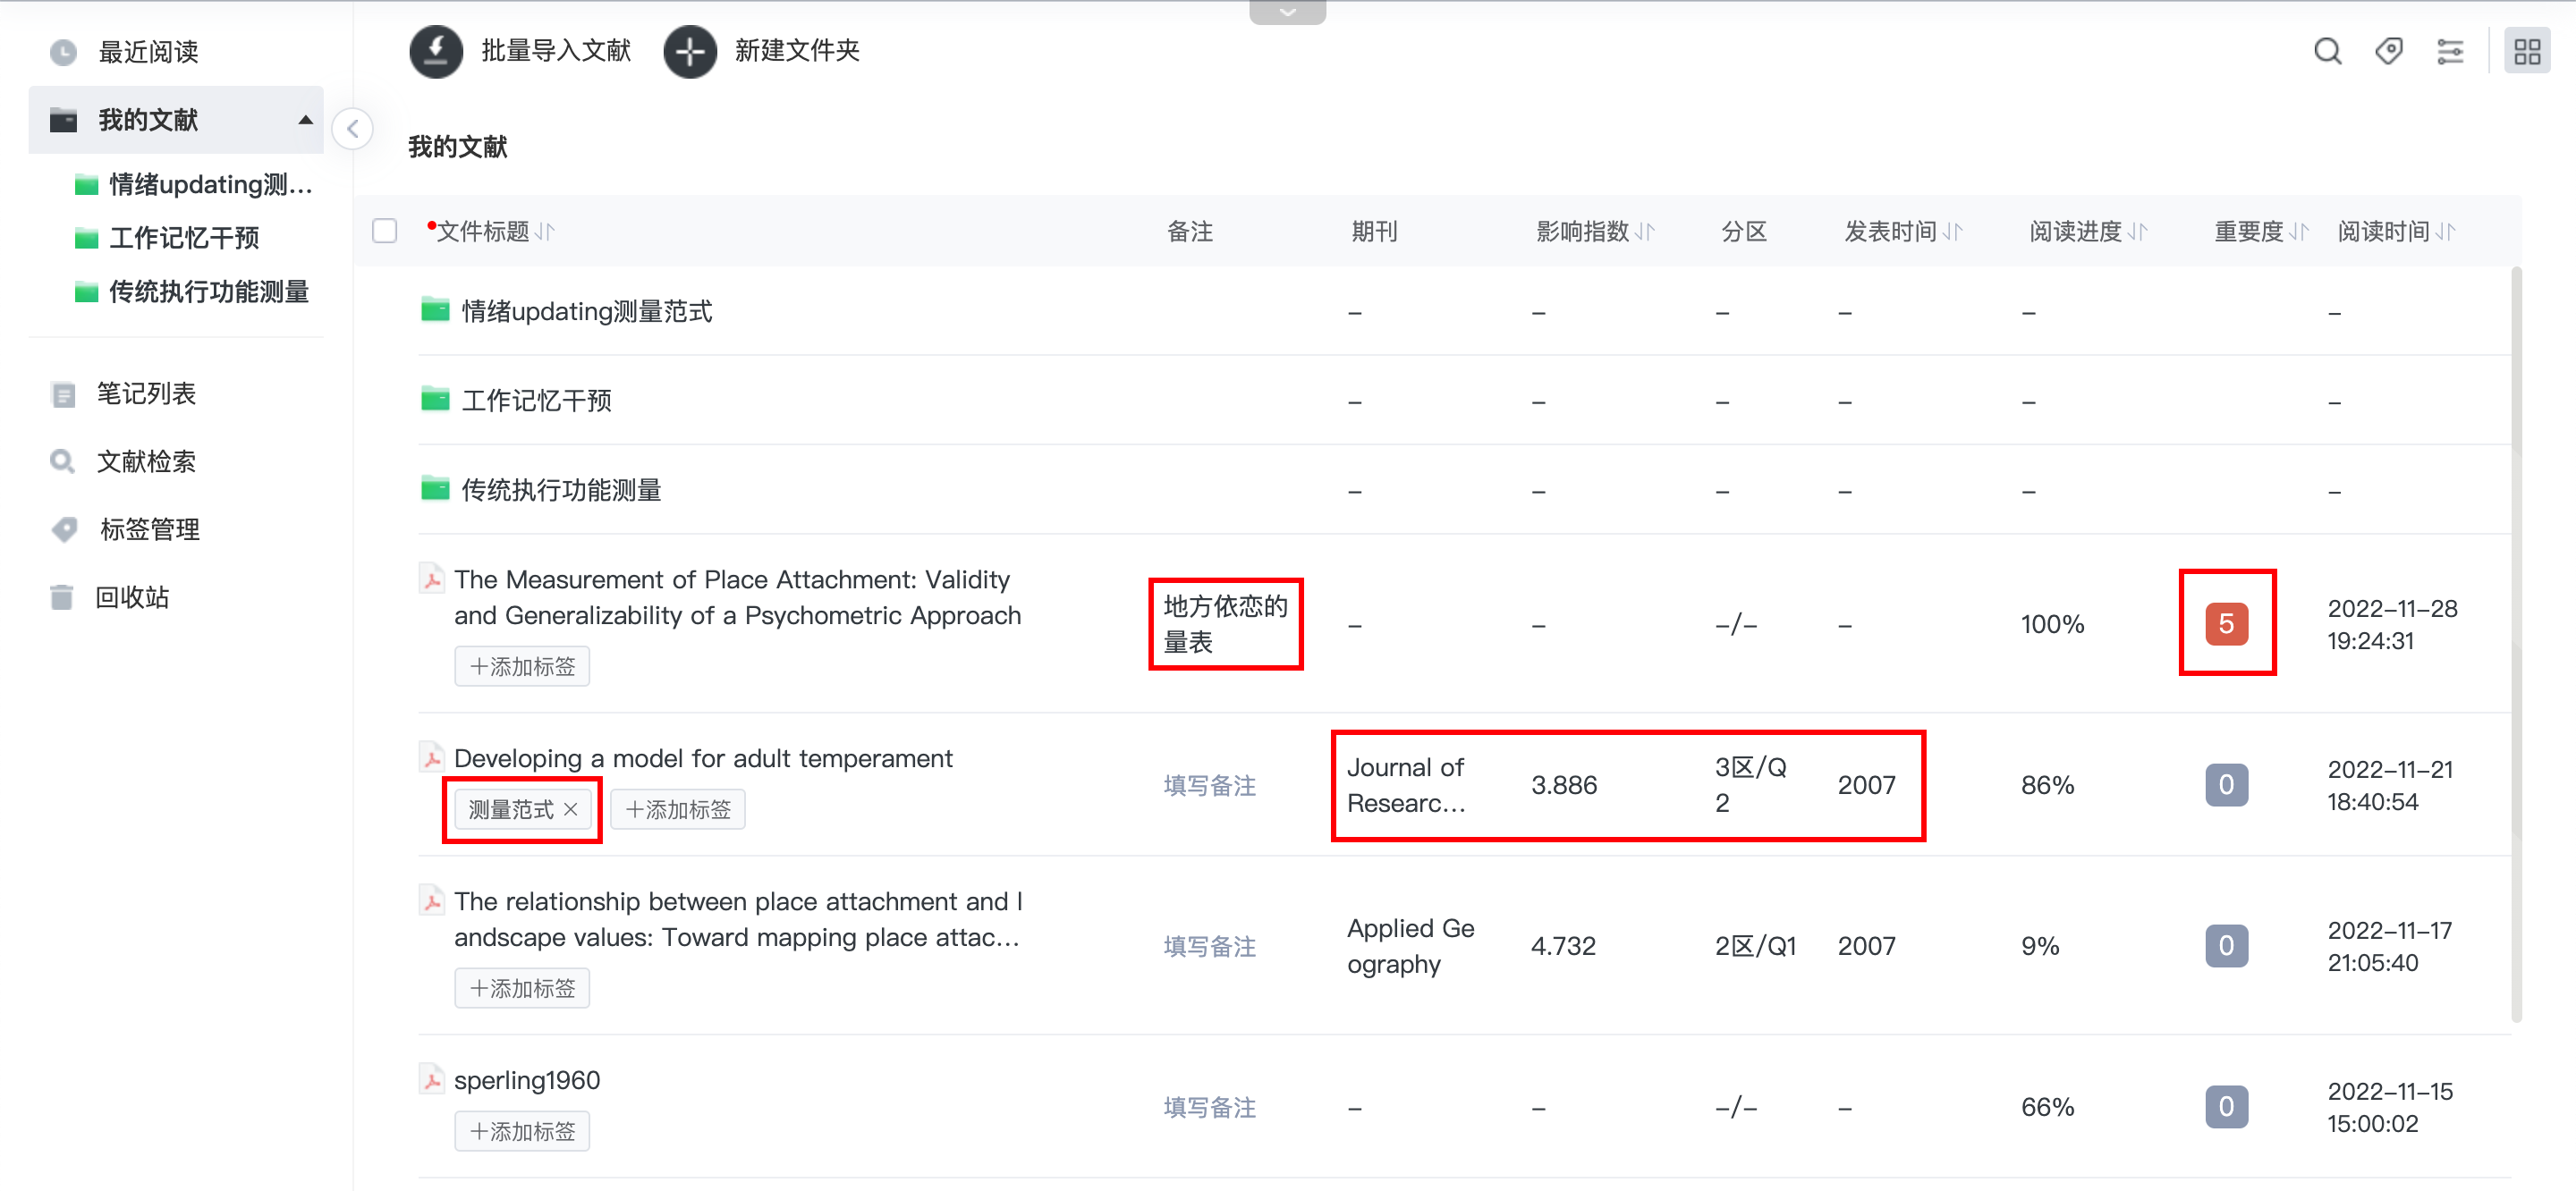 最近阅读
我的文献
情绪updating测...
工作记忆干预
传统执行功能测量
笔记列表
文献检索
标签管理
回收站
批量导入文献 新建文件夹
我的文献
文件标题 备注 期刊 影响指数 分区 发表时间 阅读进度 重要度 阅读时间
情绪updating测量范式 – – – – – –
工作记忆干预 – – – – – –
传统执行功能测量 – – – – – –
The Measurement of Place Attachment: Validity
and Generalizability of a Psychometric Approach
+添加标签
地方依恋的
量表
– – –/– – 100% 5
2022-11-28
19:24:31
Developing a model for adult temperament
测量范式 × +添加标签
填写备注
Journal of
Researc...
3.886
3区/Q
2
2007 86% 0
2022-11-21
18:40:54
The relationship between place attachment and l
andscape values: Toward mapping place attac...
+添加标签
填写备注
Applied Ge
ography
4.732 2区/Q1 2007 9% 0
2022-11-17
21:05:40
sperling1960
+添加标签
填写备注 – – –/– – 66% 0
2022-11-15
15:00:02